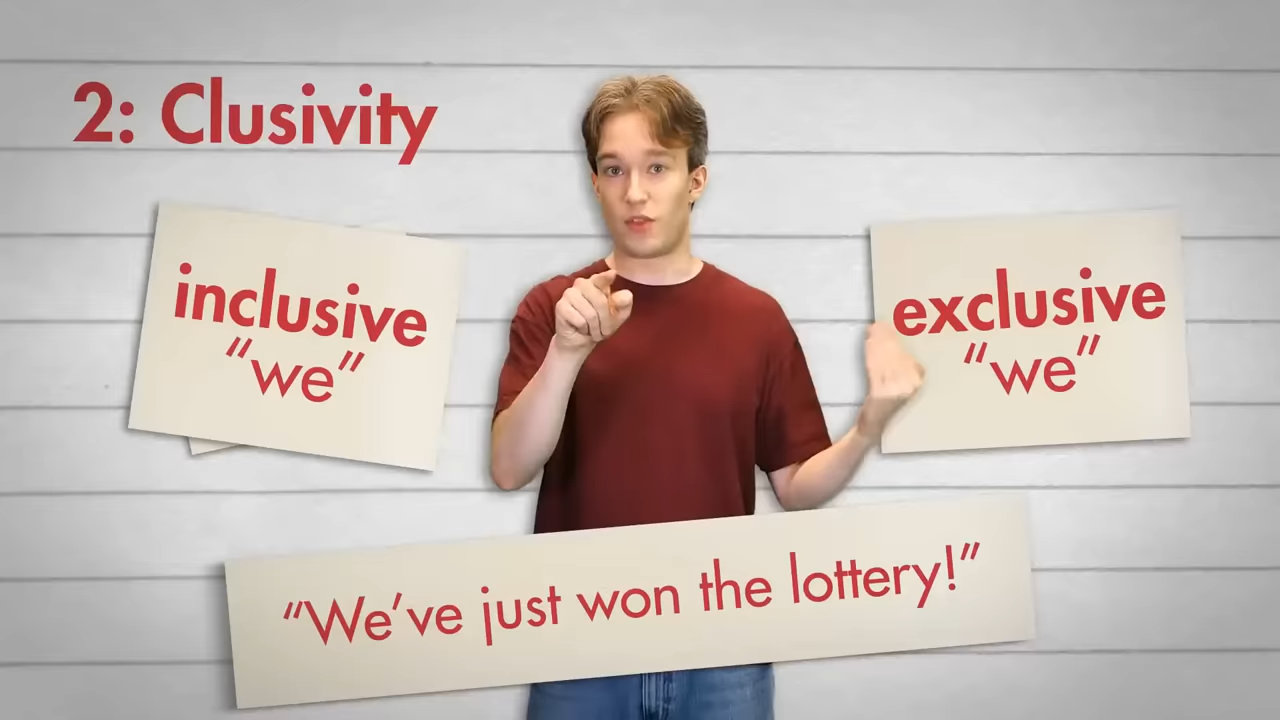 2: Clusivity
inclusive
“we”
exclusive
“we”
“We’ve just won the lottery!”